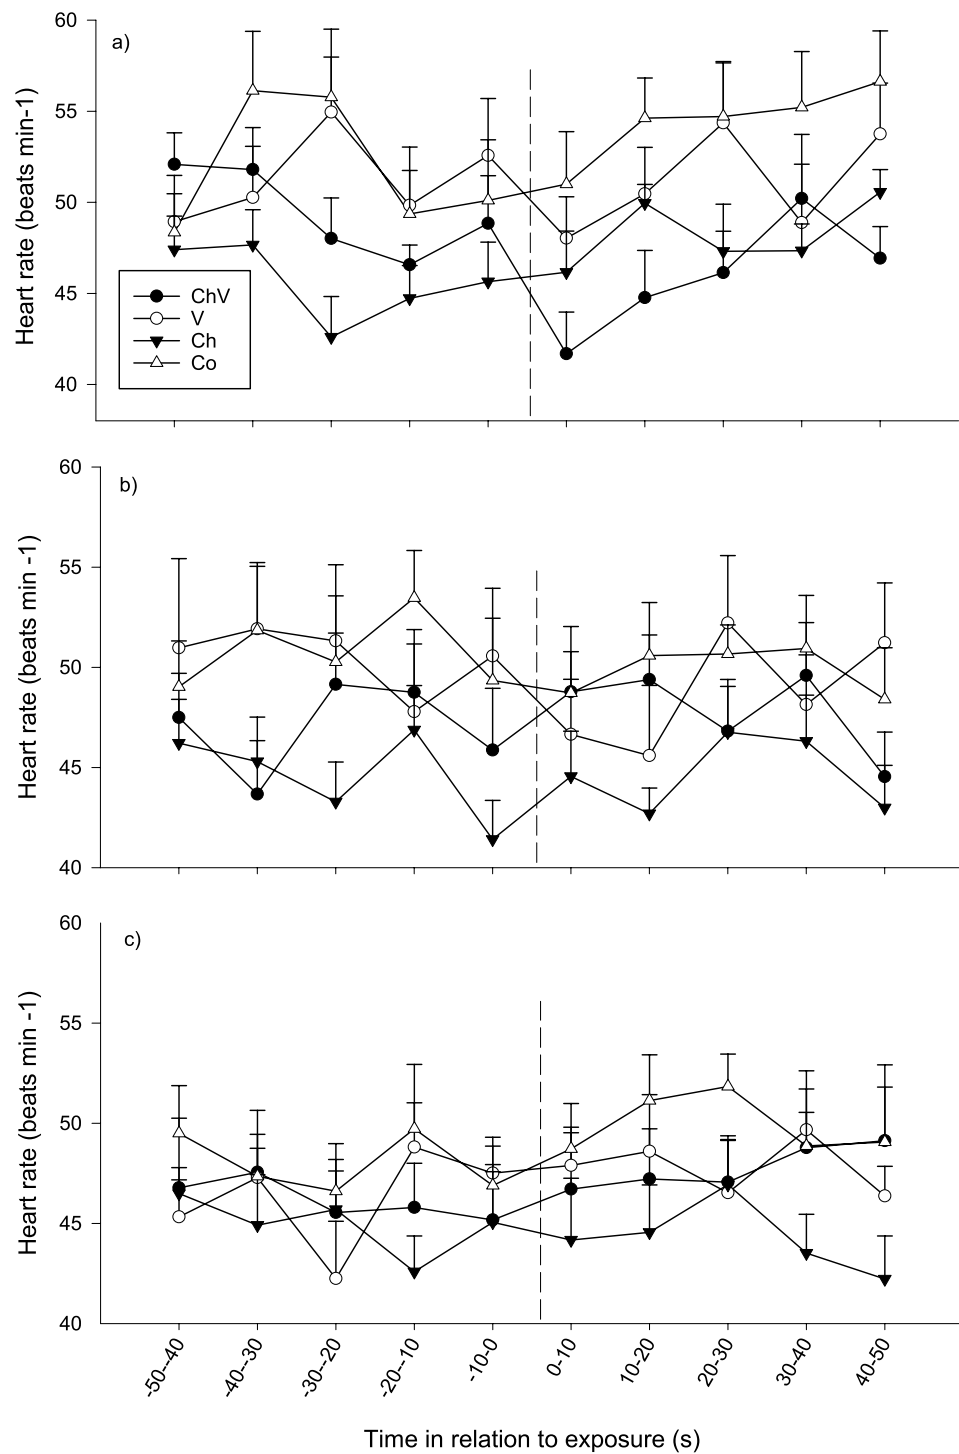 60
a)
55
50
45
40
Heart rate (beats min-1)
ChV
V
Ch
Co
60
b)
55
50
45
40
Heart rate (beats min -1)
60
c)
55
50
45
40
Heart rate (beats min -1)
-50--40
-40--30
-30--20
-20--10
-10-0
0-10
10-20
20-30
30-40
40-50
Time in relation to exposure (s)